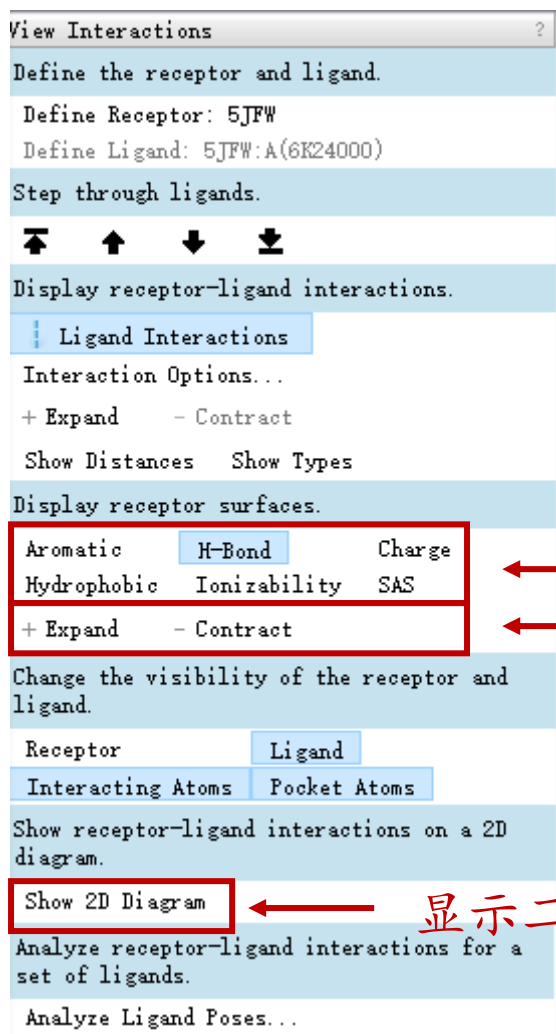 View Interactions ?
Define the receptor and ligand.
Define Receptor: 5JFW
Define Ligand: 5JFW:A(6K24000)
Step through ligands.
Display receptor-ligand interactions.
Ligand Interactions
Interaction Options...
+ Expand - Contract
Show Distances Show Types
Display receptor surfaces.
Aromatic H-Bond Charge
Hydrophobic Ionizability SAS
+ Expand - Contract
Change the visibility of the receptor and
ligand.
Receptor Ligand
Interacting Atoms Pocket Atoms
Show receptor-ligand interactions on a 2D
diagram.
Show 2D Diagram 显示二
Analyze receptor-ligand interactions for a
set of ligands.
Analyze Ligand Poses...